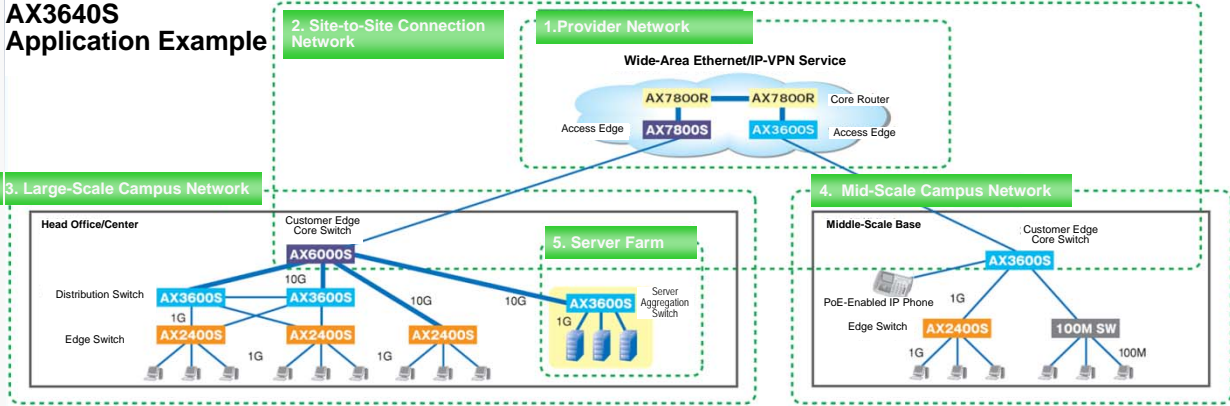 AX3640S
Application Example
2. Site-to-Site Connection
Network
1.Provider Network
Wide-Area Ethernet/IP-VPN Service
AX7800R
AX7800R
Core Router
Access Edge
AX7800S
AX3600S
Access Edge
3. Large-Scale Campus Network
4. Mid-Scale Campus Network
Head Office/Center
Customer Edge
Core Switch
AX6000S
5. Server Farm
10G
Distribution Switch
AX3600S
AX3600S
10G
10G
AX3600S
Server
Aggregation
Switch
1G
1G
Edge Switch
AX2400S
AX2400S
AX2400S
1G
1G
Middle-Scale Base
Customer Edge
Core Switch
AX3600S
PoE-Enabled IP Phone
1G
Edge Switch
AX2400S
100M SW
1G
100M